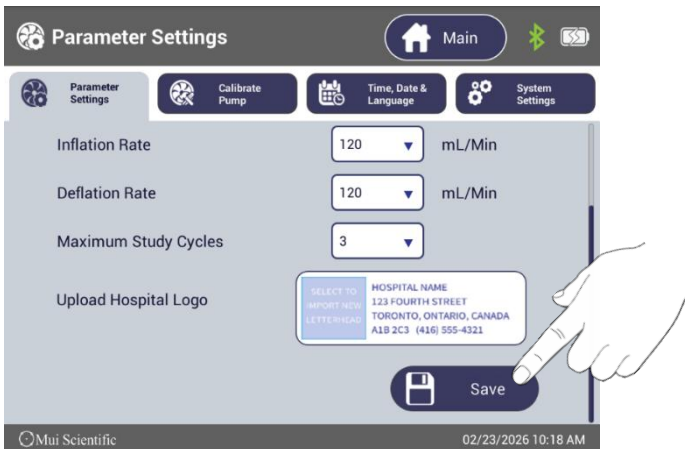 Parameter Settings
Main
Parameter
Settings
Calibrate
Pump
Time, Date &
Language
System
Settings
Inflation Rate
120
mL/Min
Deflation Rate
120
mL/Min
Maximum Study Cycles
3
Upload Hospital Logo
SELECT TO
IMPORT NEW
LETTERHEAD
HOSPITAL NAME
123 FOURTH STREET
TORONTO, ONTARIO, CANADA
A1B 2C3 (416) 555-4321
Save
Mui Scientific
02/23/2026 10:18 AM